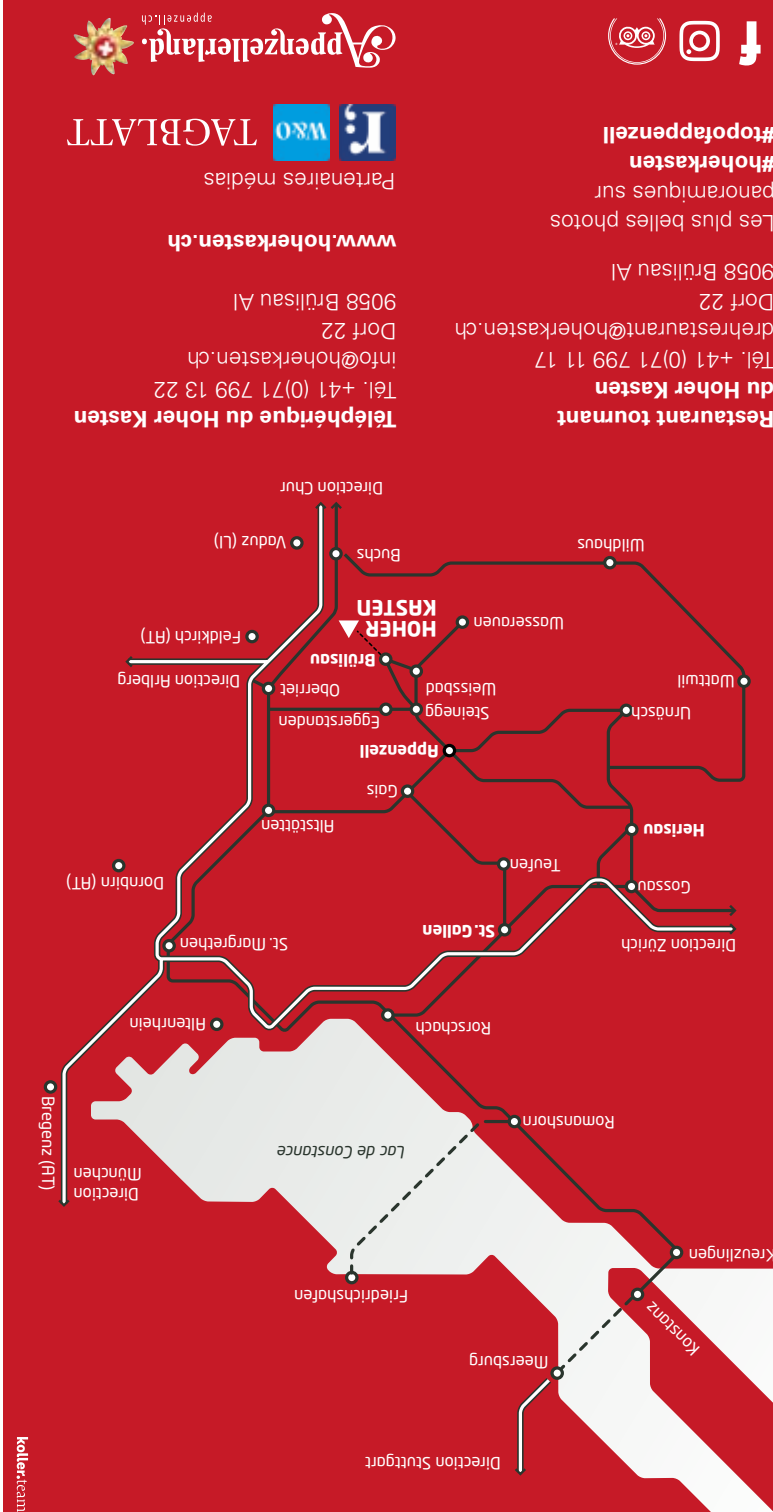 koller.team
Direction Stuttgart
Meersburg
Konstanz
Kreuzlingen
Friedrichshafen
Direction
München
Bregenz (AT)
Lac de Constance
Romanshorn
Rorschach
Altenrhein
St. Margrethen
Direction Zürich
St. Gallen
Gossau
Dornbirn (AT)
Teufen
Herisau
Altstätten
Gais
Appenzell
Urnäsch
Eggerstanden
Steinegg
Weissbad
Wattwil
Oberriet
Direction Arlberg
Brülisau
HOHER
KASTEN
Feldkirch (AT)
Wasserauen
Wildhaus
Buchs
Vaduz (LI)
Direction Chur
Restaurant tournant
du Hoher Kasten
Tél. +41 (0)71 799 11 17
drehrestaurant@hoherkasten.ch
Dorf 22
9058 Brülisau AI
Les plus belles photos
panoramiques sur
#hoherkasten
#topofappenzell
Téléphérique du Hoher Kasten
Tél. +41 (0)71 799 13 22
info@hoherkasten.ch
Dorf 22
9058 Brülisau AI
www.hoherkasten.ch
Partenaires médias
r; W&O TAGBLATT
Appenzellerland.
appenzell.ch